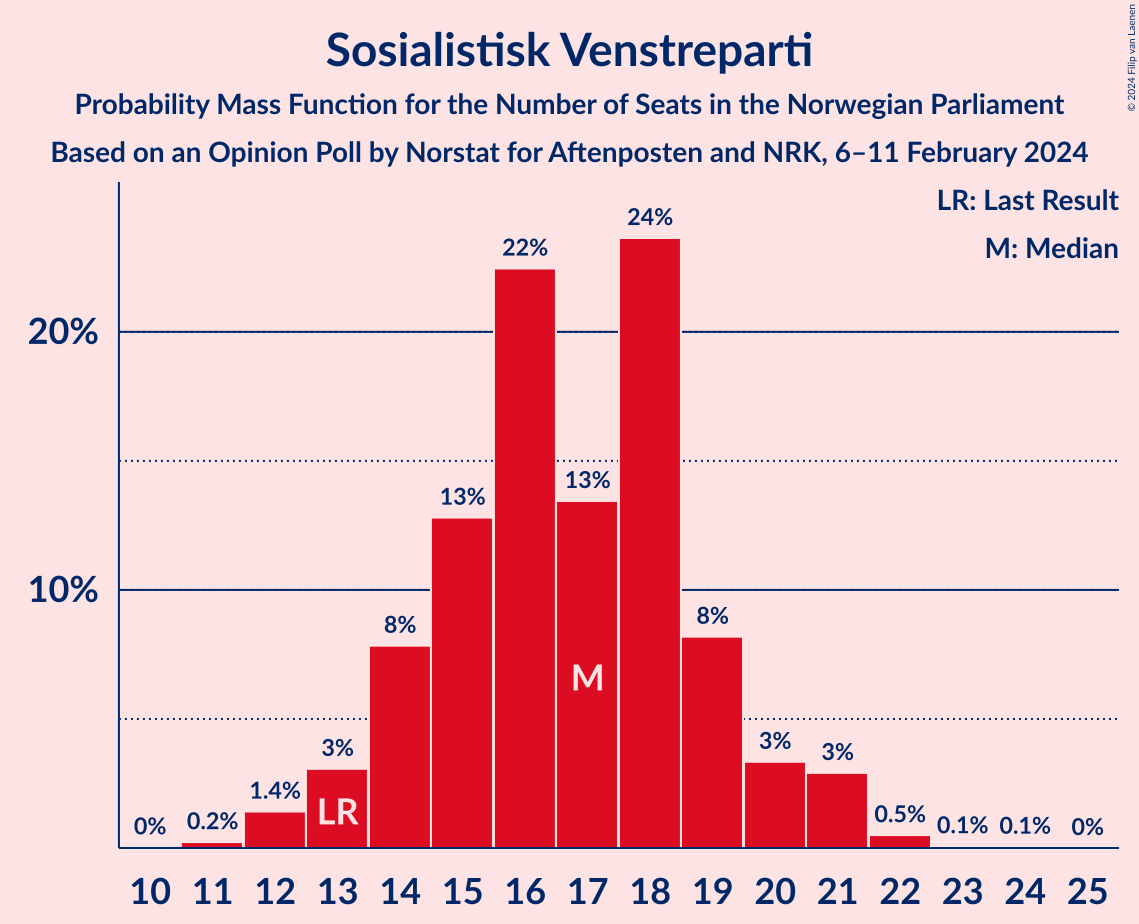 Sosialistisk Venstreparti
Probability Mass Function for the Number of Seats in the Norwegian Parliament
Based on an Opinion Poll by Norstat for Aftenposten and NRK, 6–11 February 2024
© 2024 Filip van Laenen
LR: Last Result
M: Median
20%
10%
0%
0.2%
1.4%
3%
8%
13%
22%
13%
24%
8%
3%
3%
0.5%
0.1%
0.1%
0%
LR
M
10 11 12 13 14 15 16 17 18 19 20 21 22 23 24 25